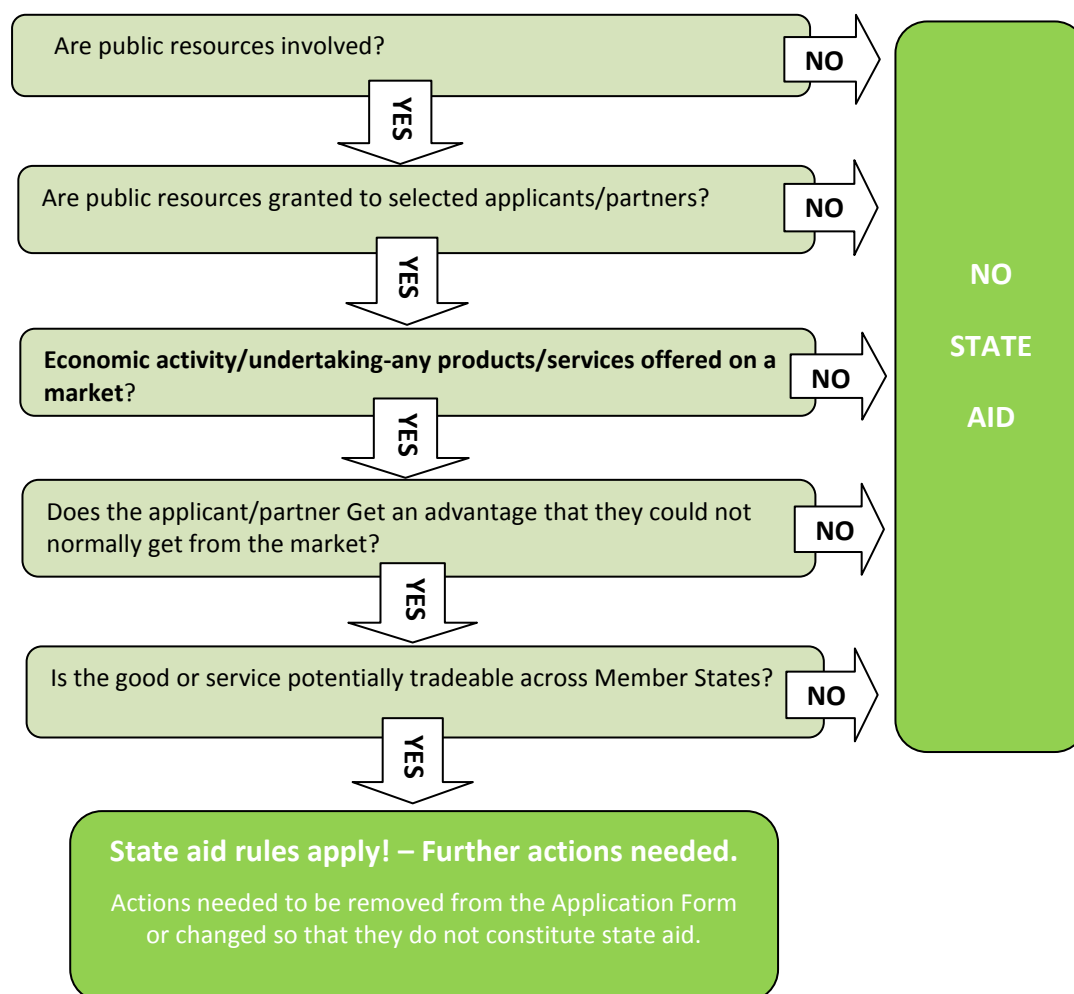 Are public resources involved?
NO
YES
Are public resources granted to selected applicants/partners?
NO
YES
Economic activity/undertaking-any products/services offered on a
market?
NO
YES
Does the applicant/partner Get an advantage that they could not
normally get from the market?
NO
YES
Is the good or service potentially tradeable across Member States?
NO
YES
NO
STATE
AID
State aid rules apply! – Further actions needed.
Actions needed to be removed from the Application Form
or changed so that they do not constitute state aid.